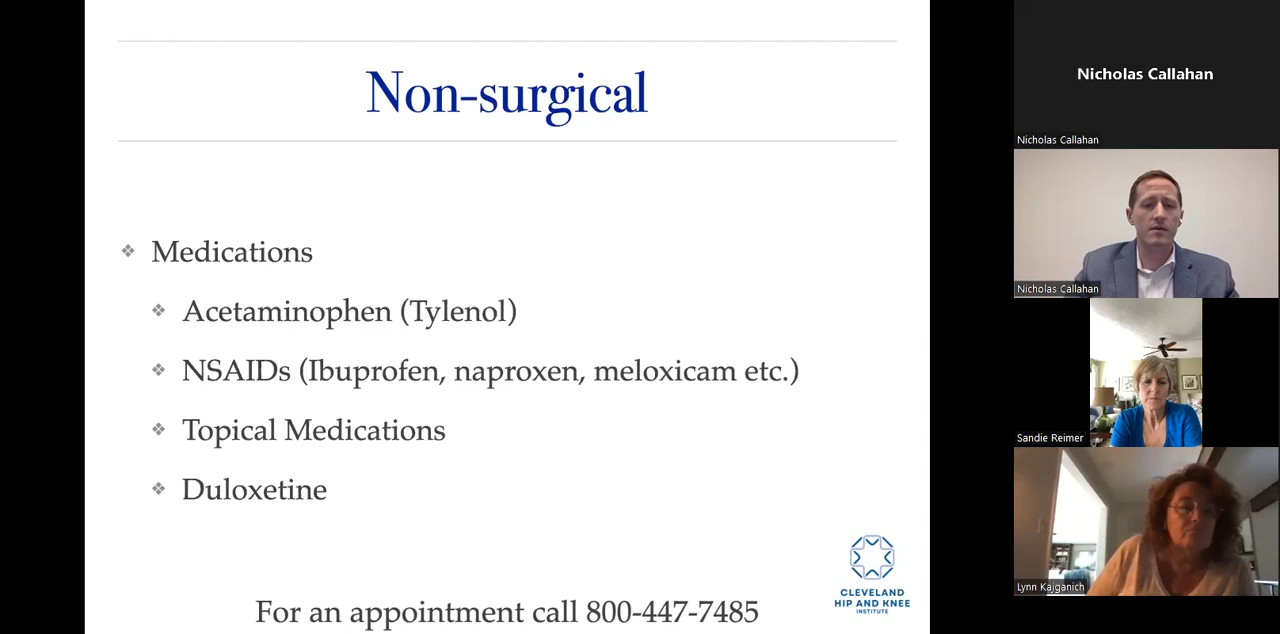 Non-surgical
Medications
Acetaminophen (Tylenol)
NSAIDs (Ibuprofen, naproxen, meloxicam etc.)
Topical Medications
Duloxetine
For an appointment call 800-447-7485
CLEVELAND
HIP AND KNEE
INSTITUTE
Nicholas Callahan
Nicholas Callahan
Nicholas Callahan
Sandie Reimer
Lynn Kajganich